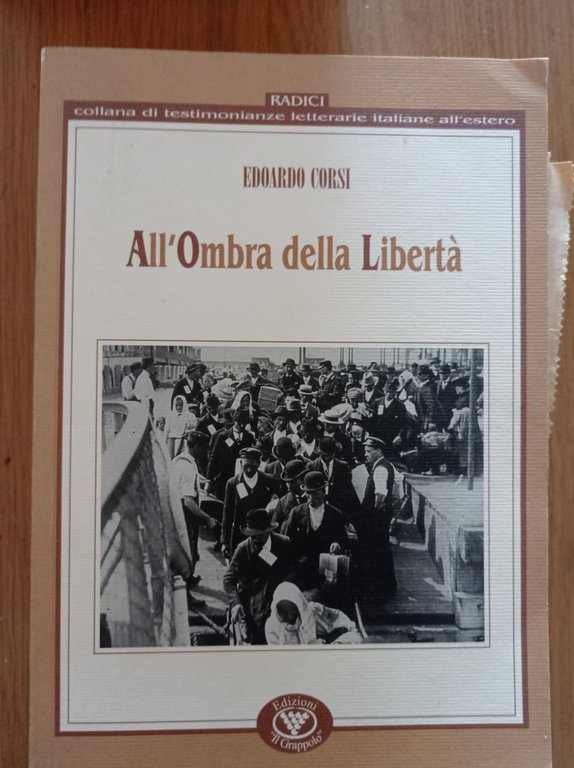 RADICI
collana di testimonianze letterarie italiane all'estero
EDOARDO CORSI
All'Ombra della Libertà
Edizioni
"Il Grappolo"